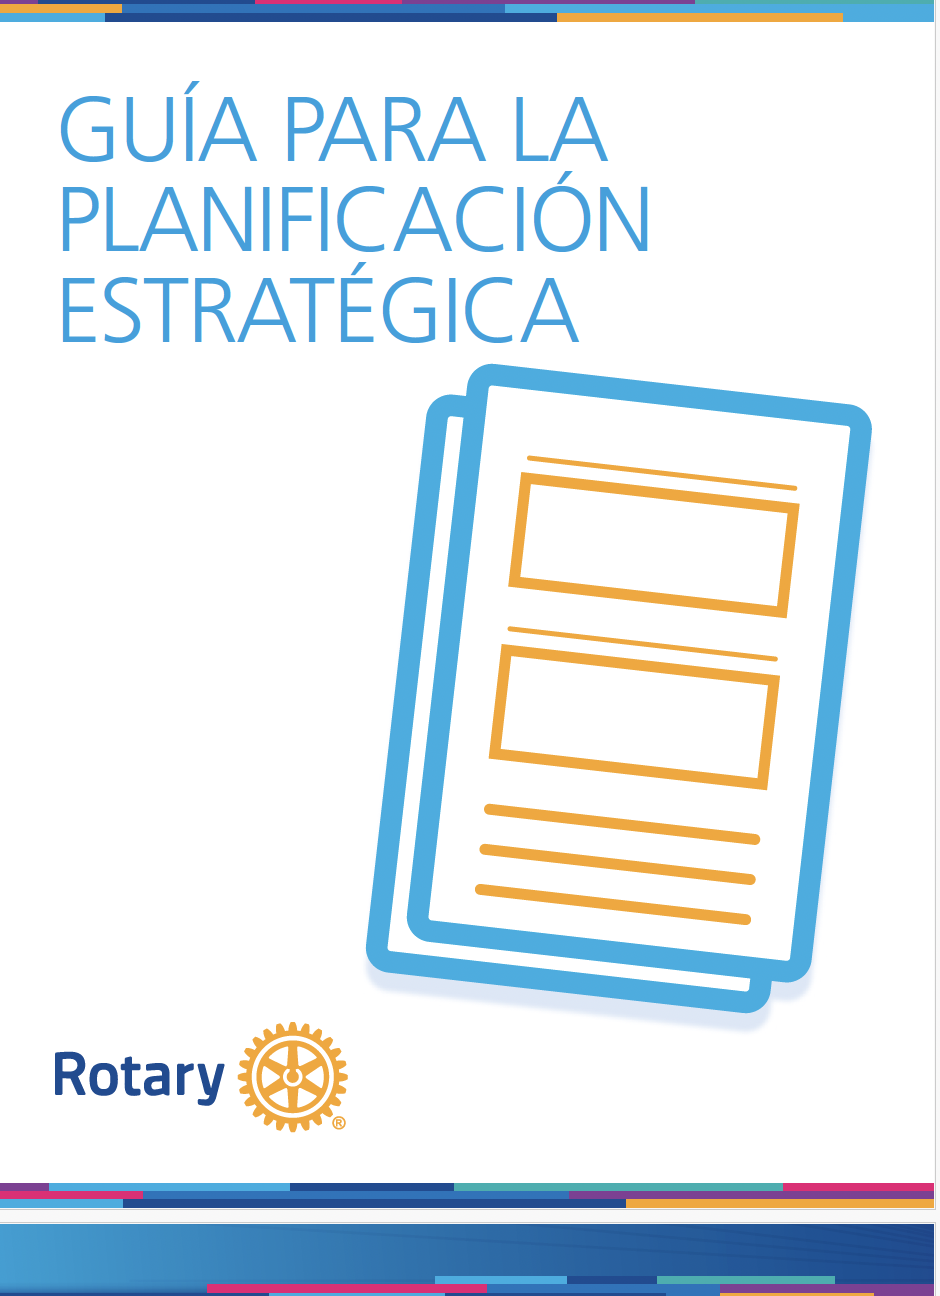 GUÍA PARA LA
PLANIFICACIÓN
ESTRATÉGICA
Rotary
®